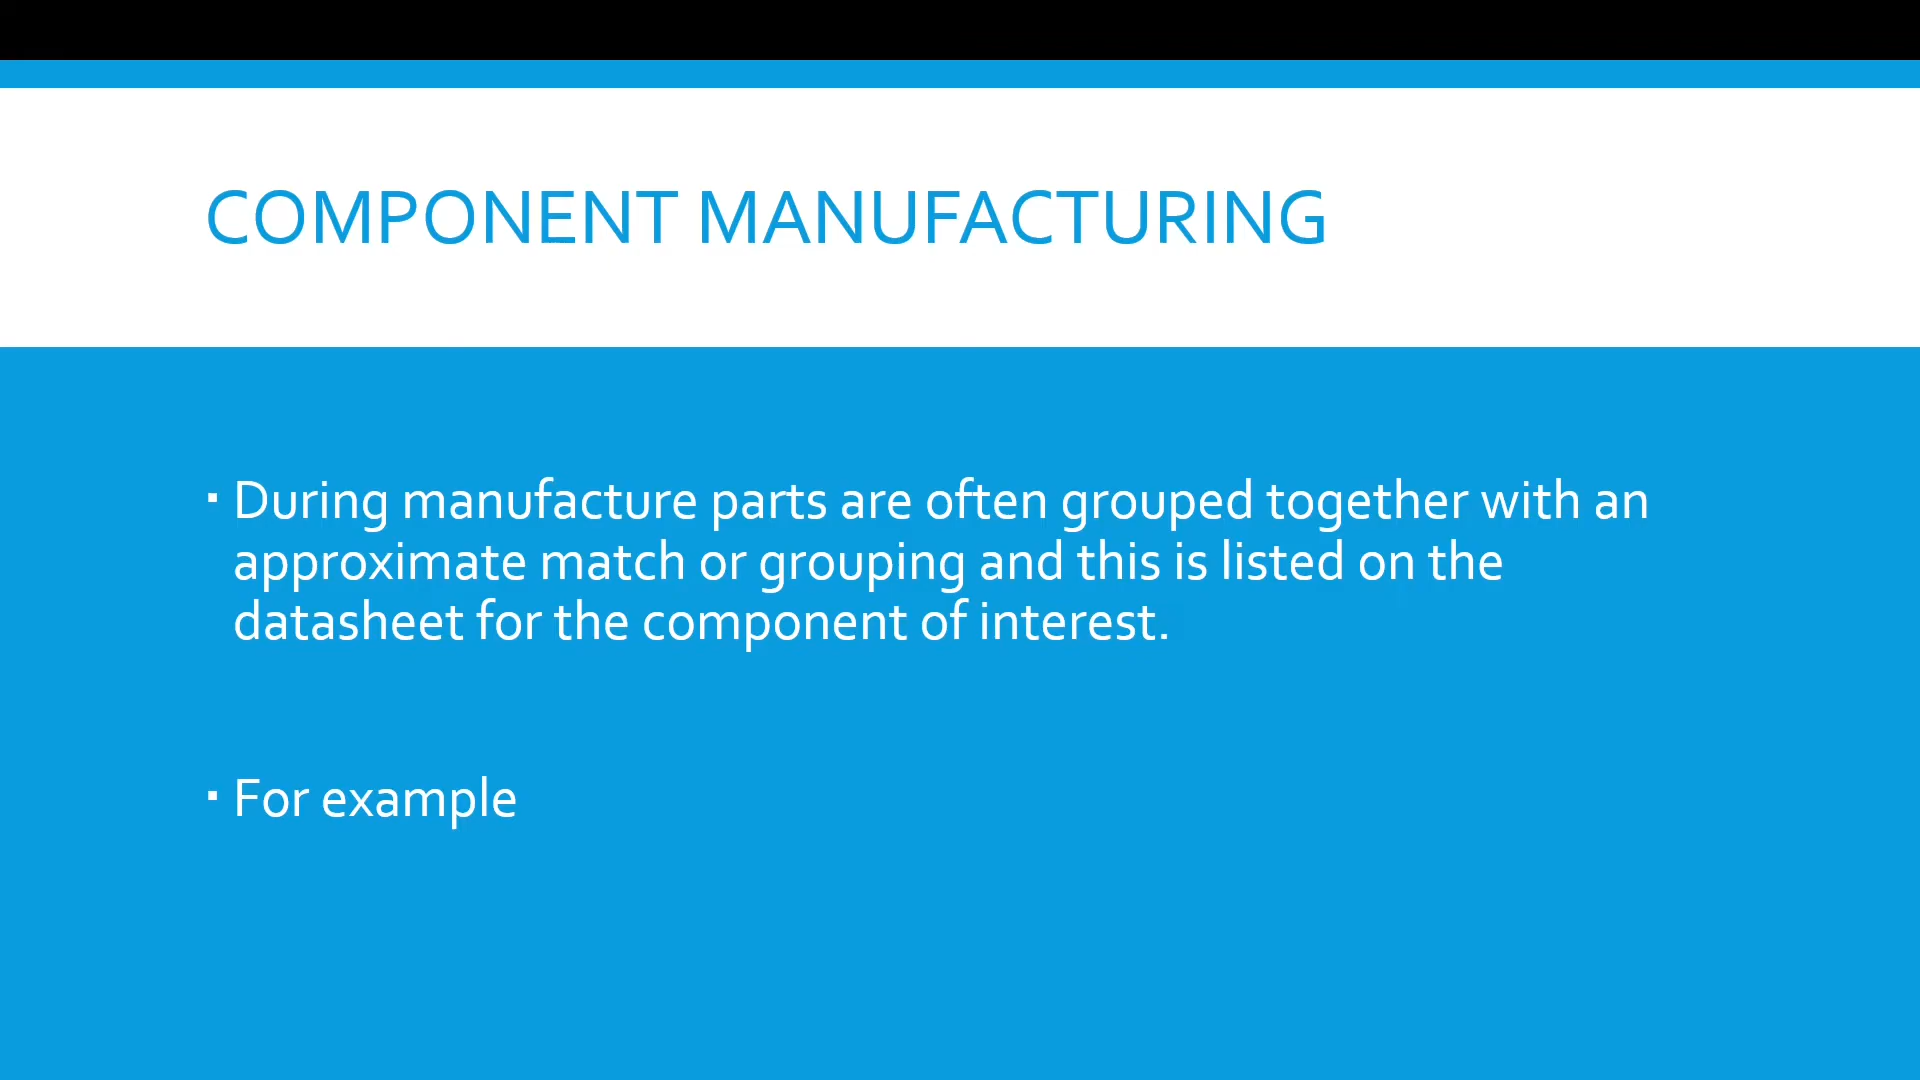 COMPONENT MANUFACTURING
▪ During manufacture parts are often grouped together with an
approximate match or grouping and this is listed on the
datasheet for the component of interest.
▪ For example